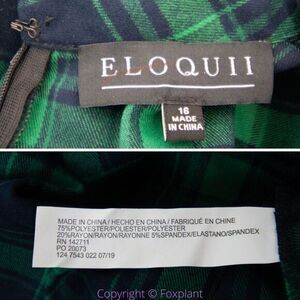 ELOQUII
16
MADE
IN CHINA
MADE IN CHINA / HECHO EN CHINA / FABRIQUÉ EN CHINE
75%POLYESTER/POLIESTER/POLYESTER
20%RAYON/RAYON/RAYONNE 5%SPANDEX/ELASTANO/SPANDEX
RN 142711
PO 20073
124 7543 022 07/19
Copyright © Foxplant